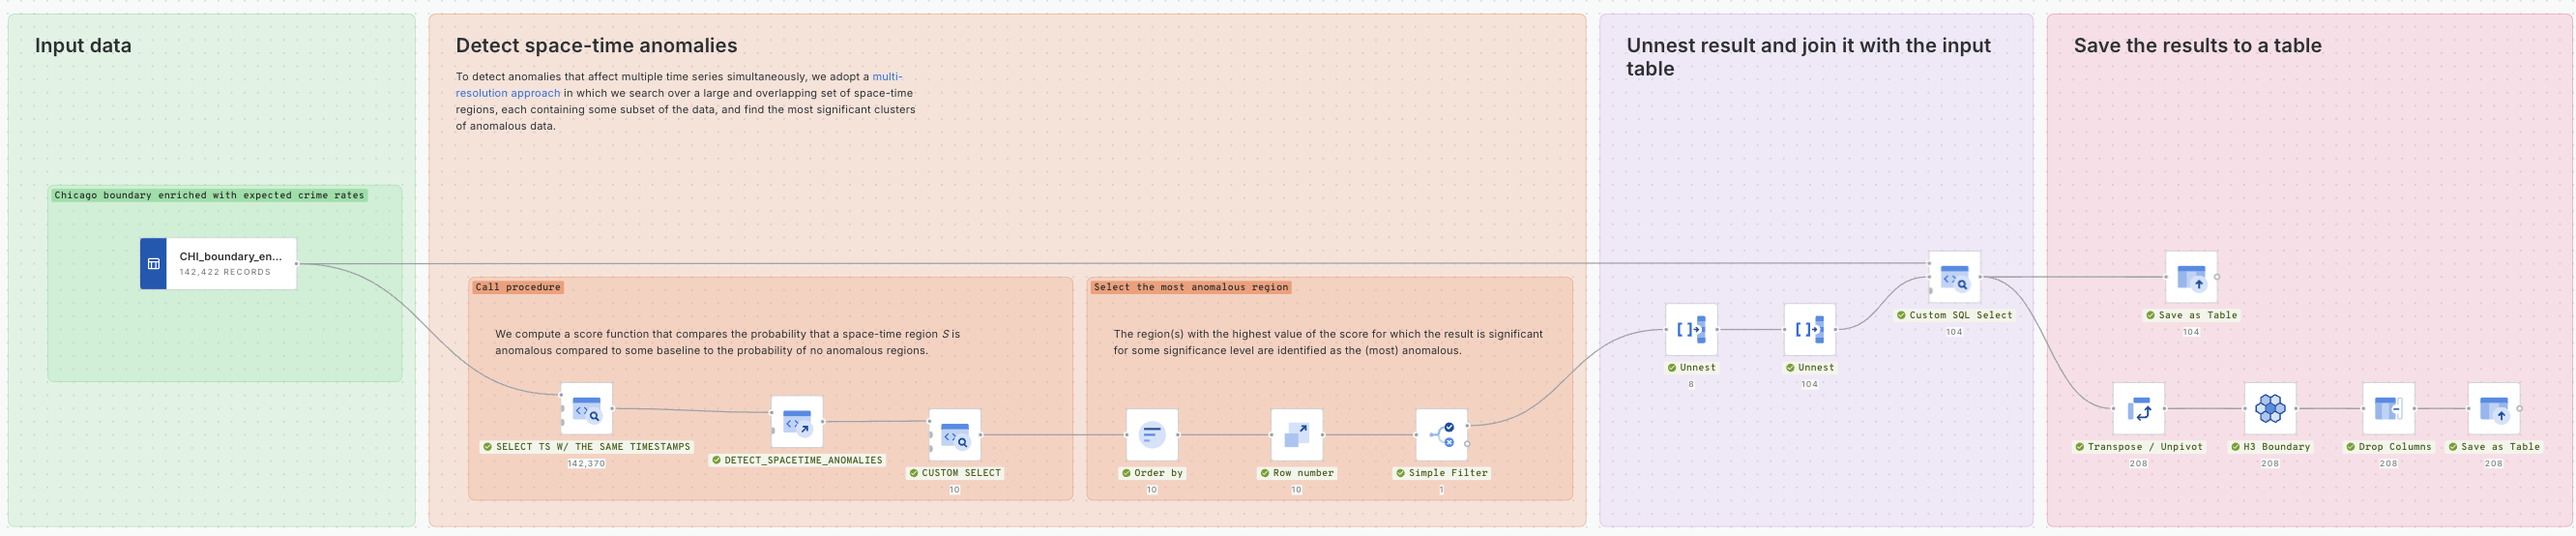 Input data
Chicago boundary enriched with expected crime rates
CHI_boundary_en...
142,422 RECORDS
Detect space-time anomalies
To detect anomalies that affect multiple time series simultaneously, we adopt a multi-
resolution approach in which we search over a large and overlapping set of space-time
regions, each containing some subset of the data, and find the most significant clusters
of anomalous data.
Call procedure
We compute a score function that compares the probability that a space-time region S is
anomalous compared to some baseline to the probability of no anomalous regions.
SELECT TS W/ THE SAME TIMESTAMPS
142,370
DETECT_SPACETIME_ANOMALIES
CUSTOM SELECT
10
Select the most anomalous region
The region(s) with the highest value of the score for which the result is significant
for some significance level are identified as the (most) anomalous.
Order by
10
Row number
10
Simple Filter
1
Unnest result and join it with the input
table
Unnest
8
Unnest
104
Custom SQL Select
104
Save the results to a table
Save as Table
104
Transpose / Unpivot
208
H3 Boundary
208
Drop Columns
208
Save as Table
208